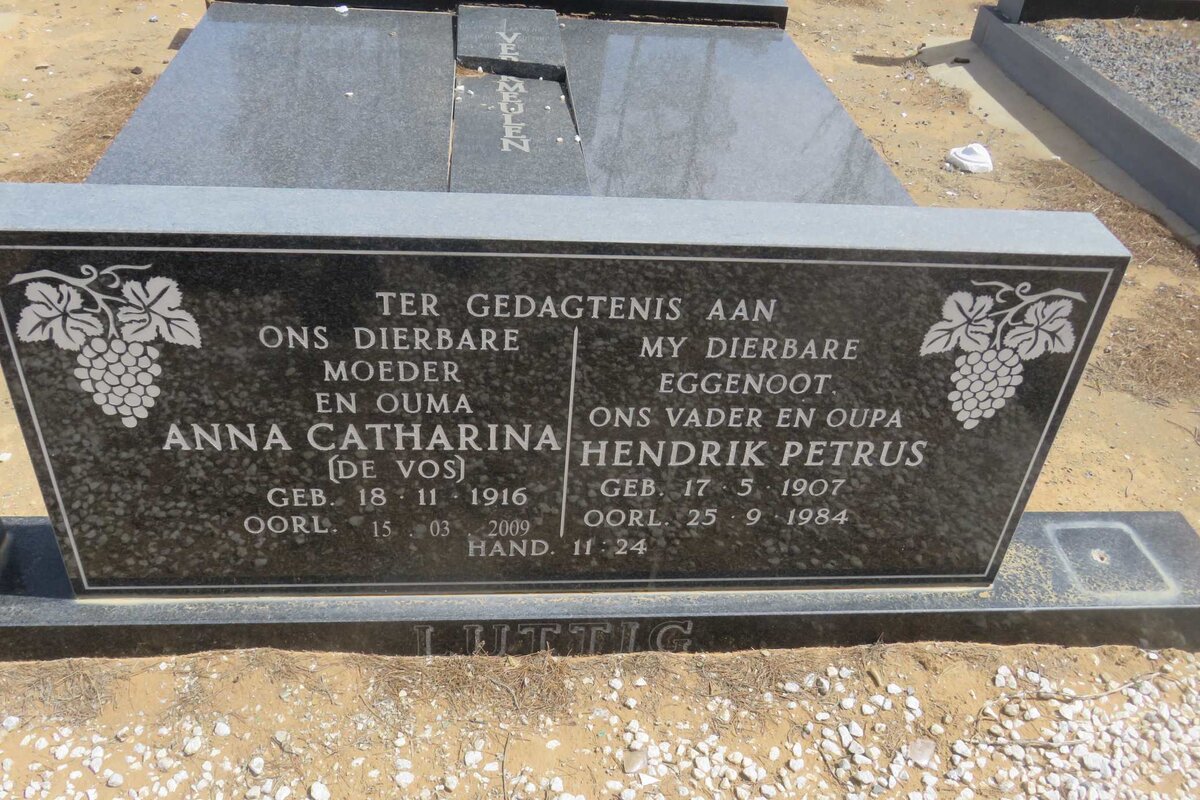 VERMEULEN
TER GEDAGTENIS AAN
ONS DIERBARE
MOEDER
EN OUMA
ANNA CATHARINA
(DE VOS)
GEB. 18 · 11 · 1916
OORL. 15 . 03 . 2009
MY DIERBARE
EGGENOOT.
ONS VADER EN OUPA
HENDRIK PETRUS
GEB. 17 · 5 · 1907
OORL. 25 · 9 · 1984
HAND. 11 : 24
LUTTIG